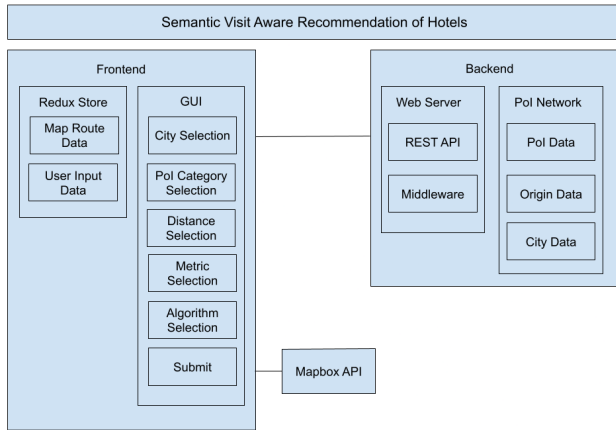 Semantic Visit Aware Recommendation of Hotels
Frontend
Redux Store
Map Route
Data
User Input
Data
GUI
City Selection
PoI Category
Selection
Distance
Selection
Metric
Selection
Algorithm
Selection
Submit
Mapbox API
Backend
Web Server
REST API
Middleware
PoI Network
PoI Data
Origin Data
City Data